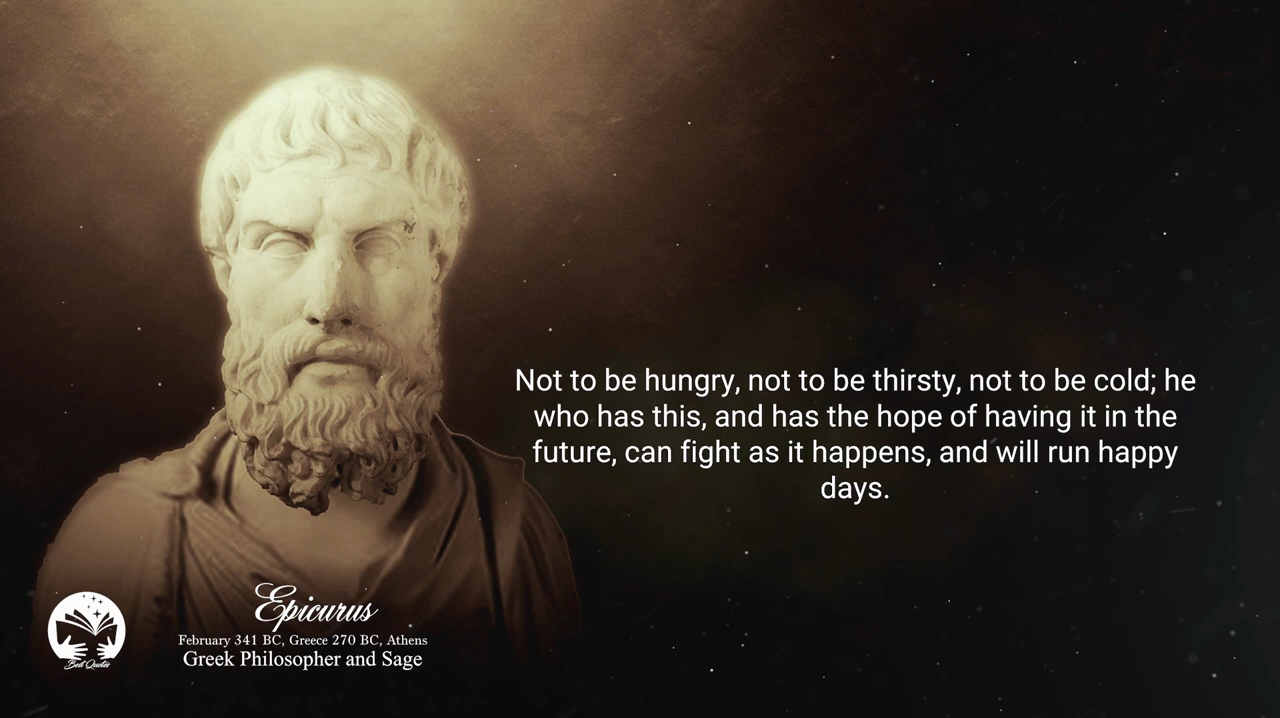 Not to be hungry, not to be thirsty, not to be cold; he
who has this, and has the hope of having it in the
future, can fight as it happens, and will run happy
days.
Epicurus
February 341 BC, Greece 270 BC, Athens
Greek Philosopher and Sage
Best Quotes